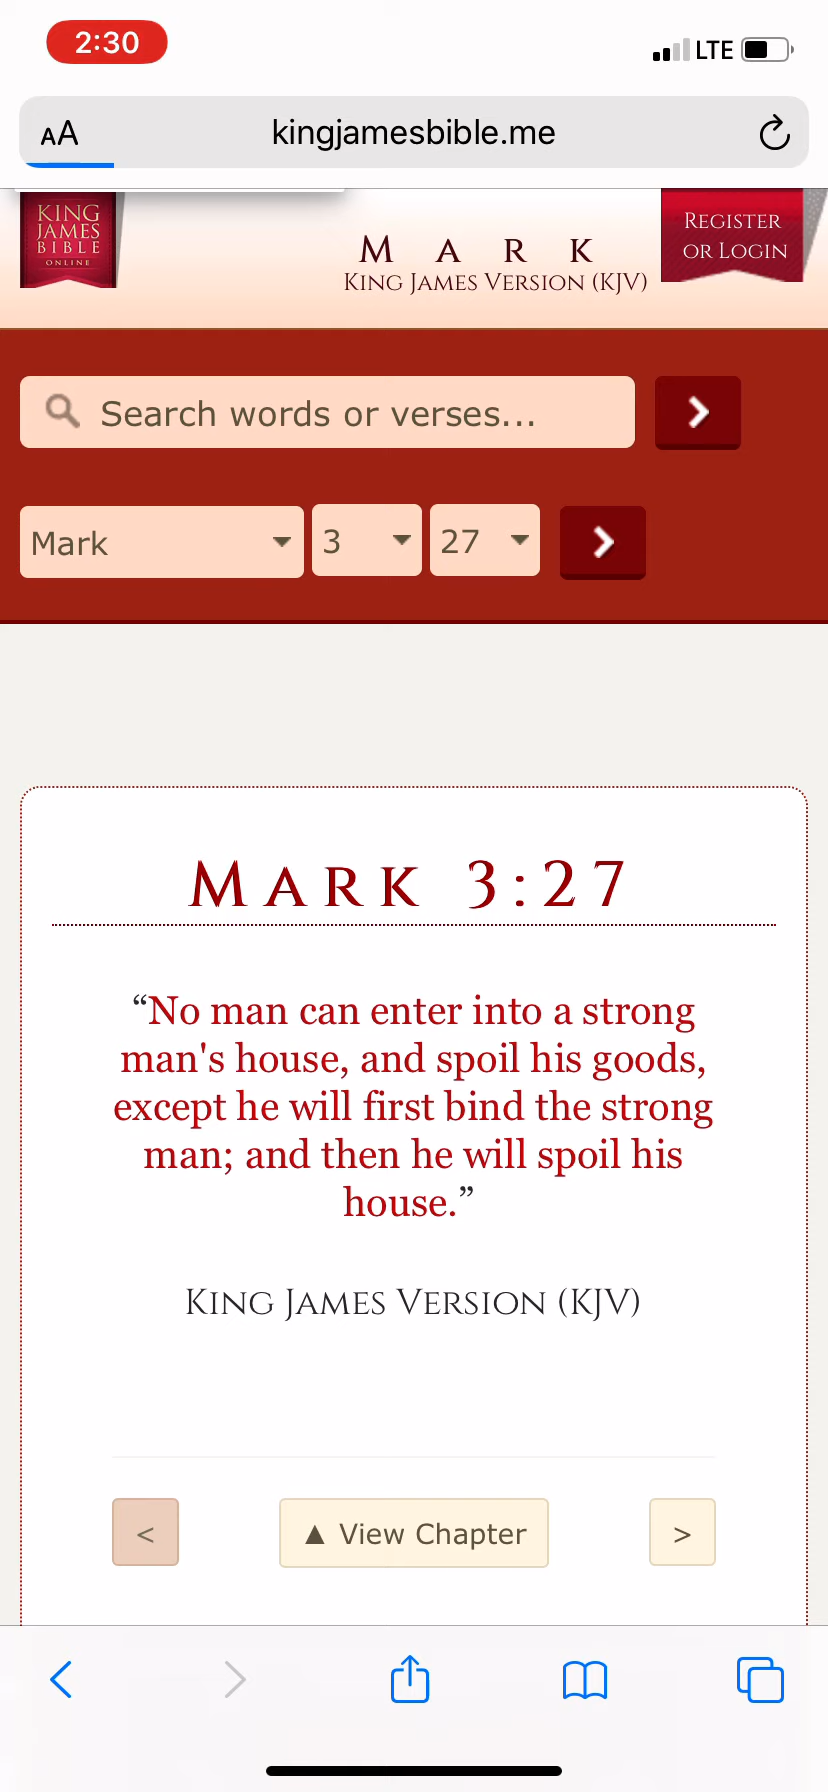 2:30
LTE
AA
kingjamesbible.me
KING
JAMES
BIBLE
ONLINE
MARK
KING JAMES VERSION (KJV)
REGISTER
OR LOGIN
Search words or verses...
Mark
3
27
MARK 3:27
“No man can enter into a strong
man's house, and spoil his goods,
except he will first bind the strong
man; and then he will spoil his
house.”
KING JAMES VERSION (KJV)
<
▲ View Chapter
>